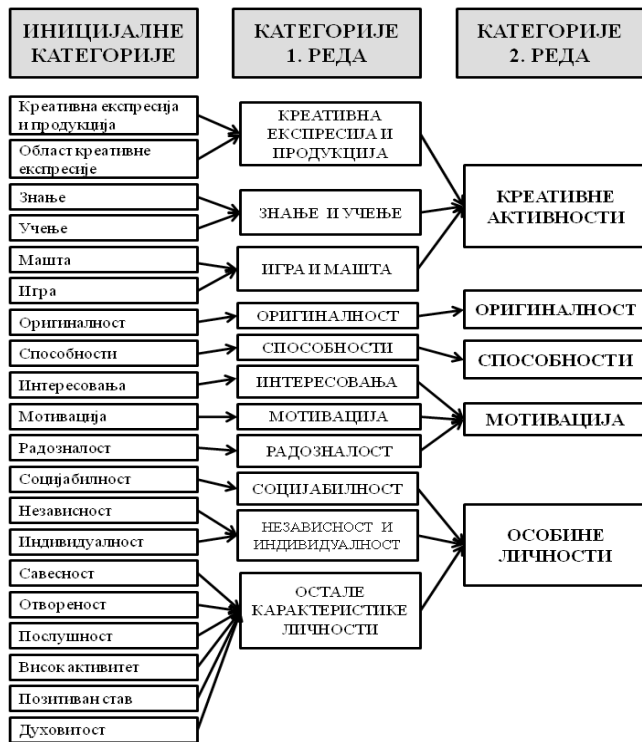 ИНИЦИЈАЛНЕ
КАТЕГОРИЈЕ
Креативна експресија
и продукција
Област креативне
експресије
Знање
Учење
Машта
Игра
Оригиналност
Способности
Интересовања
Мотивација
Радозналост
Социјабилност
Независност
Индивидуалност
Савесност
Отвореност
Послушност
Висок активитет
Позитиван став
Духовитост
КАТЕГОРИЈЕ
1. РЕДА
КРЕАТИВНА
ЕКСПРЕСИЈА И
ПРОДУКЦИЈА
ЗНАЊЕ И УЧЕЊЕ
ИГРА И МАШТА
ОРИГИНАЛНОСТ
СПОСОБНОСТИ
ИНТЕРЕСОВАЊА
МОТИВАЦИЈА
РАДОЗНАЛОСТ
СОЦИЈАБИЛНОСТ
НЕЗАВИСНОСТ И
ИНДИВИДУАЛНОСТ
ОСТАЛЕ
КАРАКТЕРИСТИКЕ
ЛИЧНОСТИ
КАТЕГОРИЈЕ
2. РЕДА
КРЕАТИВНЕ
АКТИВНОСТИ
ОРИГИНАЛНОСТ
СПОСОБНОСТИ
МОТИВАЦИЈА
ОСОБИНЕ
ЛИЧНОСТИ